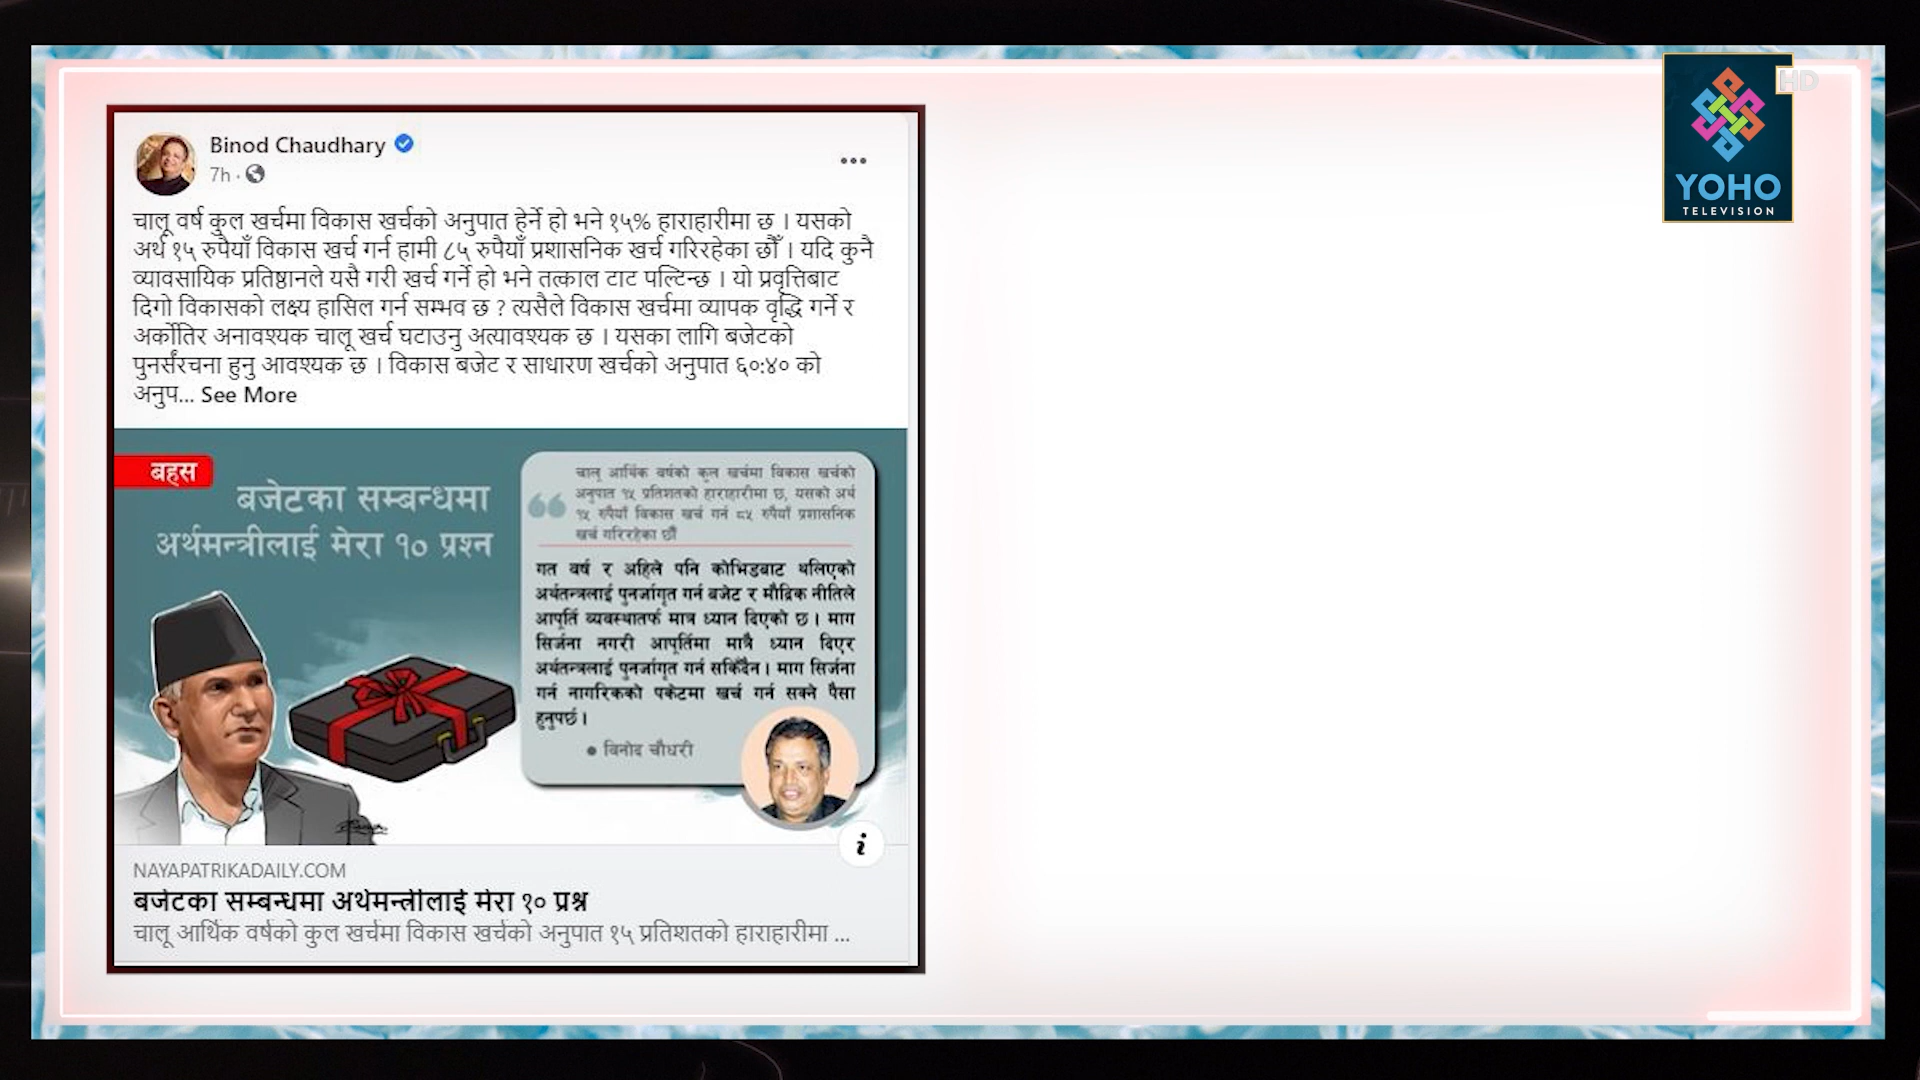 Binod Chaudhary
7h ·
चालू वर्ष कुल खर्चमा विकास खर्चको अनुपात हेर्ने हो भने १५% हाराहारीमा छ । यसको
अर्थ १५ रुपैयाँ विकास खर्च गर्न हामी ८५ रुपैयाँ प्रशासनिक खर्च गरिरहेका छौँ । यदि कुनै
व्यावसायिक प्रतिष्ठानले यसै गरी खर्च गर्ने हो भने तत्काल टाट पल्टिन्छ । यो प्रवृत्तिबाट
दिगो विकासको लक्ष्य हासिल गर्न सम्भव छ ? त्यसैले विकास खर्चमा व्यापक वृद्धि गर्ने र
अर्कोतिर अनावश्यक चालू खर्च घटाउनु अत्यावश्यक छ । यसका लागि बजेटको
पुनर्संरचना हुनु आवश्यक छ । विकास बजेट र साधारण खर्चको अनुपात ६०:४० को
अनुप... See More
बहस
बजेटका सम्बन्धमा
अर्थमन्त्रीलाई मेरा १० प्रश्न
चालू आर्थिक वर्षको कुल खर्चमा विकास खर्चको
अनुपात १५ प्रतिशतको हाराहारीमा छ, यसको अर्थ
१५ रुपैयाँ विकास खर्च गर्न ८५ रुपैयाँ प्रशासनिक
खर्च गरिरहेका छौँ
गत वर्ष र अहिले पनि कोभिडबाट थलिएको
अर्थतन्त्रलाई पुनर्जागृत गर्न बजेट र मौद्रिक नीतिले
आपूर्ति व्यवस्थातर्फ मात्र ध्यान दिएको छ । माग
सिर्जना नगरी आपूर्तिमा मात्रै ध्यान दिएर
अर्थतन्त्रलाई पुनर्जागृत गर्न सकिँदैन । माग सिर्जना
गर्न नागरिकको पकेटमा खर्च गर्न सक्ने पैसा
हुनुपर्छ ।
● विनोद चौधरी
NAYAPATRIKADAILY.COM
बजेटका सम्बन्धमा अर्थमन्त्रीलाई मेरा १० प्रश्न
चालू आर्थिक वर्षको कुल खर्चमा विकास खर्चको अनुपात १५ प्रतिशतको हाराहारीमा ...
HD
YOHO
TELEVISION